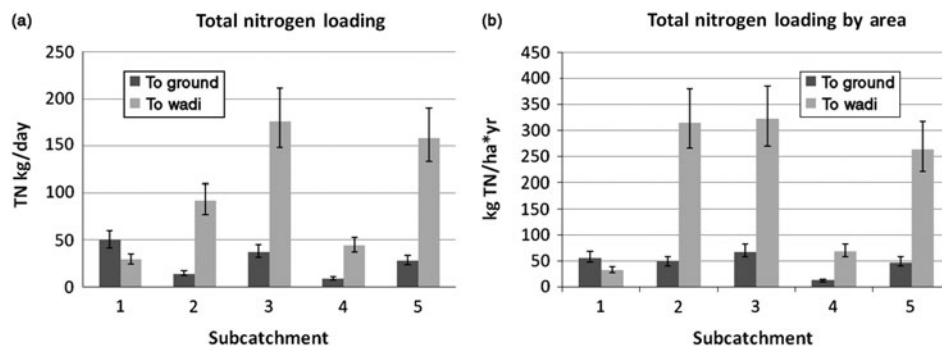 (a) Total nitrogen loading
250
200
150
100
50
0
TN kg/day
To ground
To wadi
1 2 3 4 5
Subcatchment
(b) Total nitrogen loading by area
450
400
350
300
250
200
150
100
50
0
kg TN/ha*yr
To ground
To wadi
1 2 3 4 5
Subcatchment